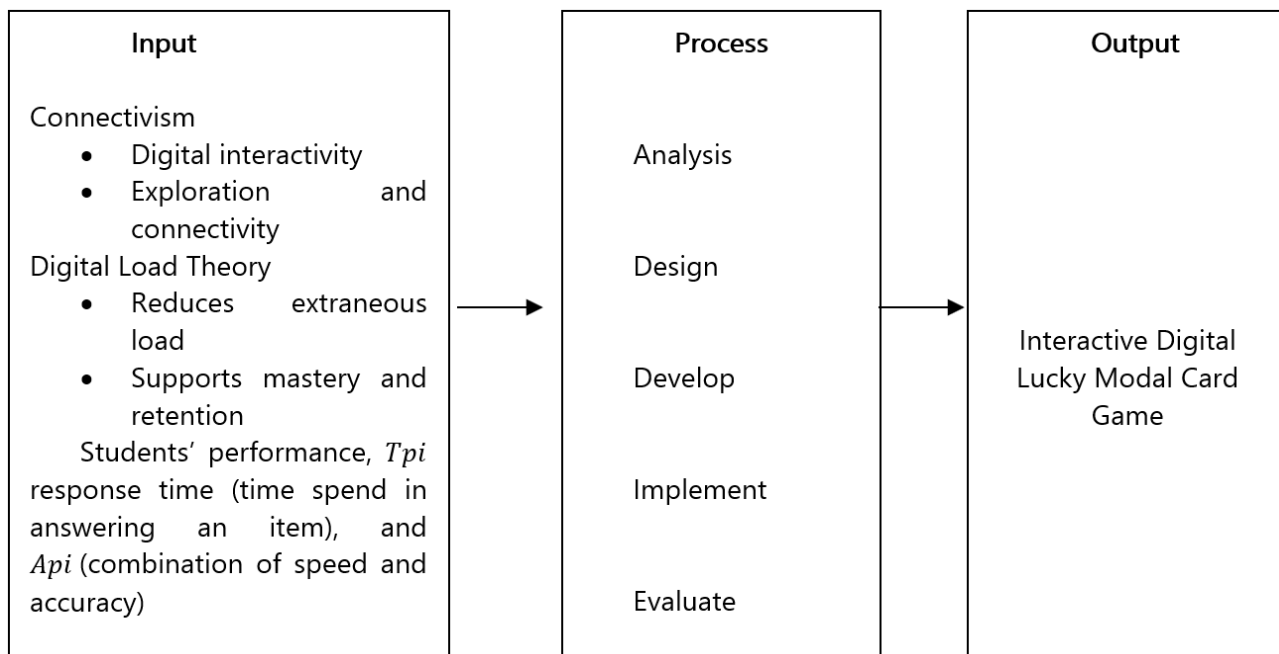 Input
Connectivism
• Digital interactivity
• Exploration and
connectivity
Digital Load Theory
• Reduces extraneous
load
• Supports mastery and
retention
Students’ performance, Tpi
response time (time spend in
answering an item), and
Api (combination of speed and
accuracy)
Process
Analysis
Design
Develop
Implement
Evaluate
Output
Interactive Digital
Lucky Modal Card
Game